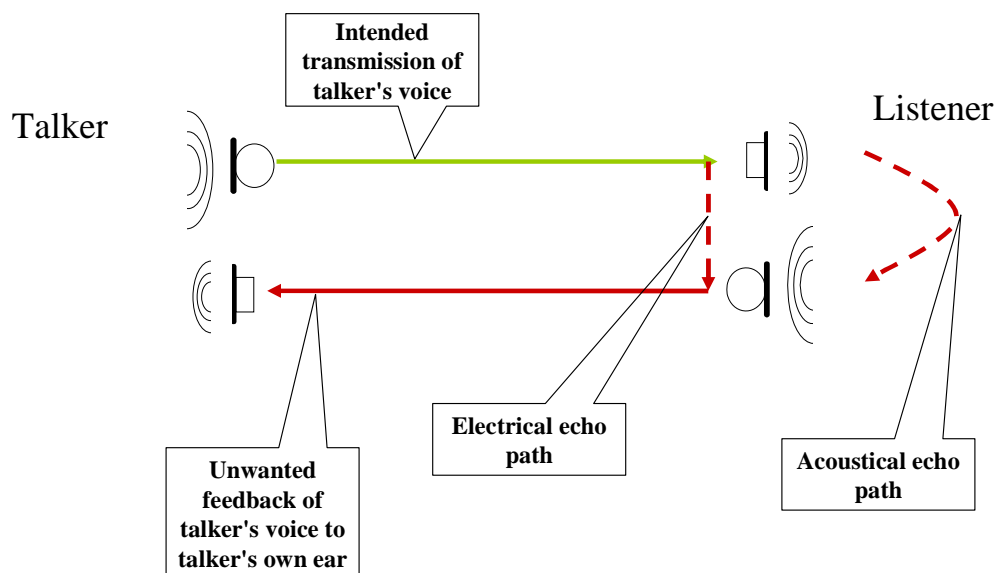 Intended
transmission of
talker's voice
Talker
Listener
Electrical echo
path
Acoustical echo
path
Unwanted
feedback of
talker's voice to
talker's own ear